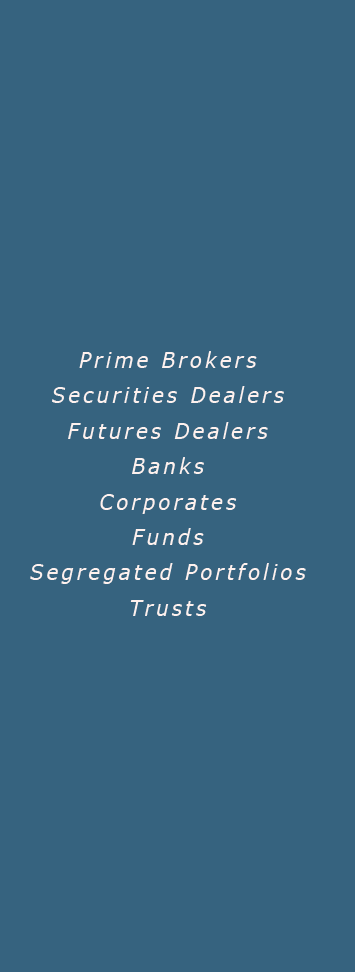 Prime Brokers
Securities Dealers
Futures Dealers
Banks
Corporates
Funds
Segregated Portfolios
Trusts